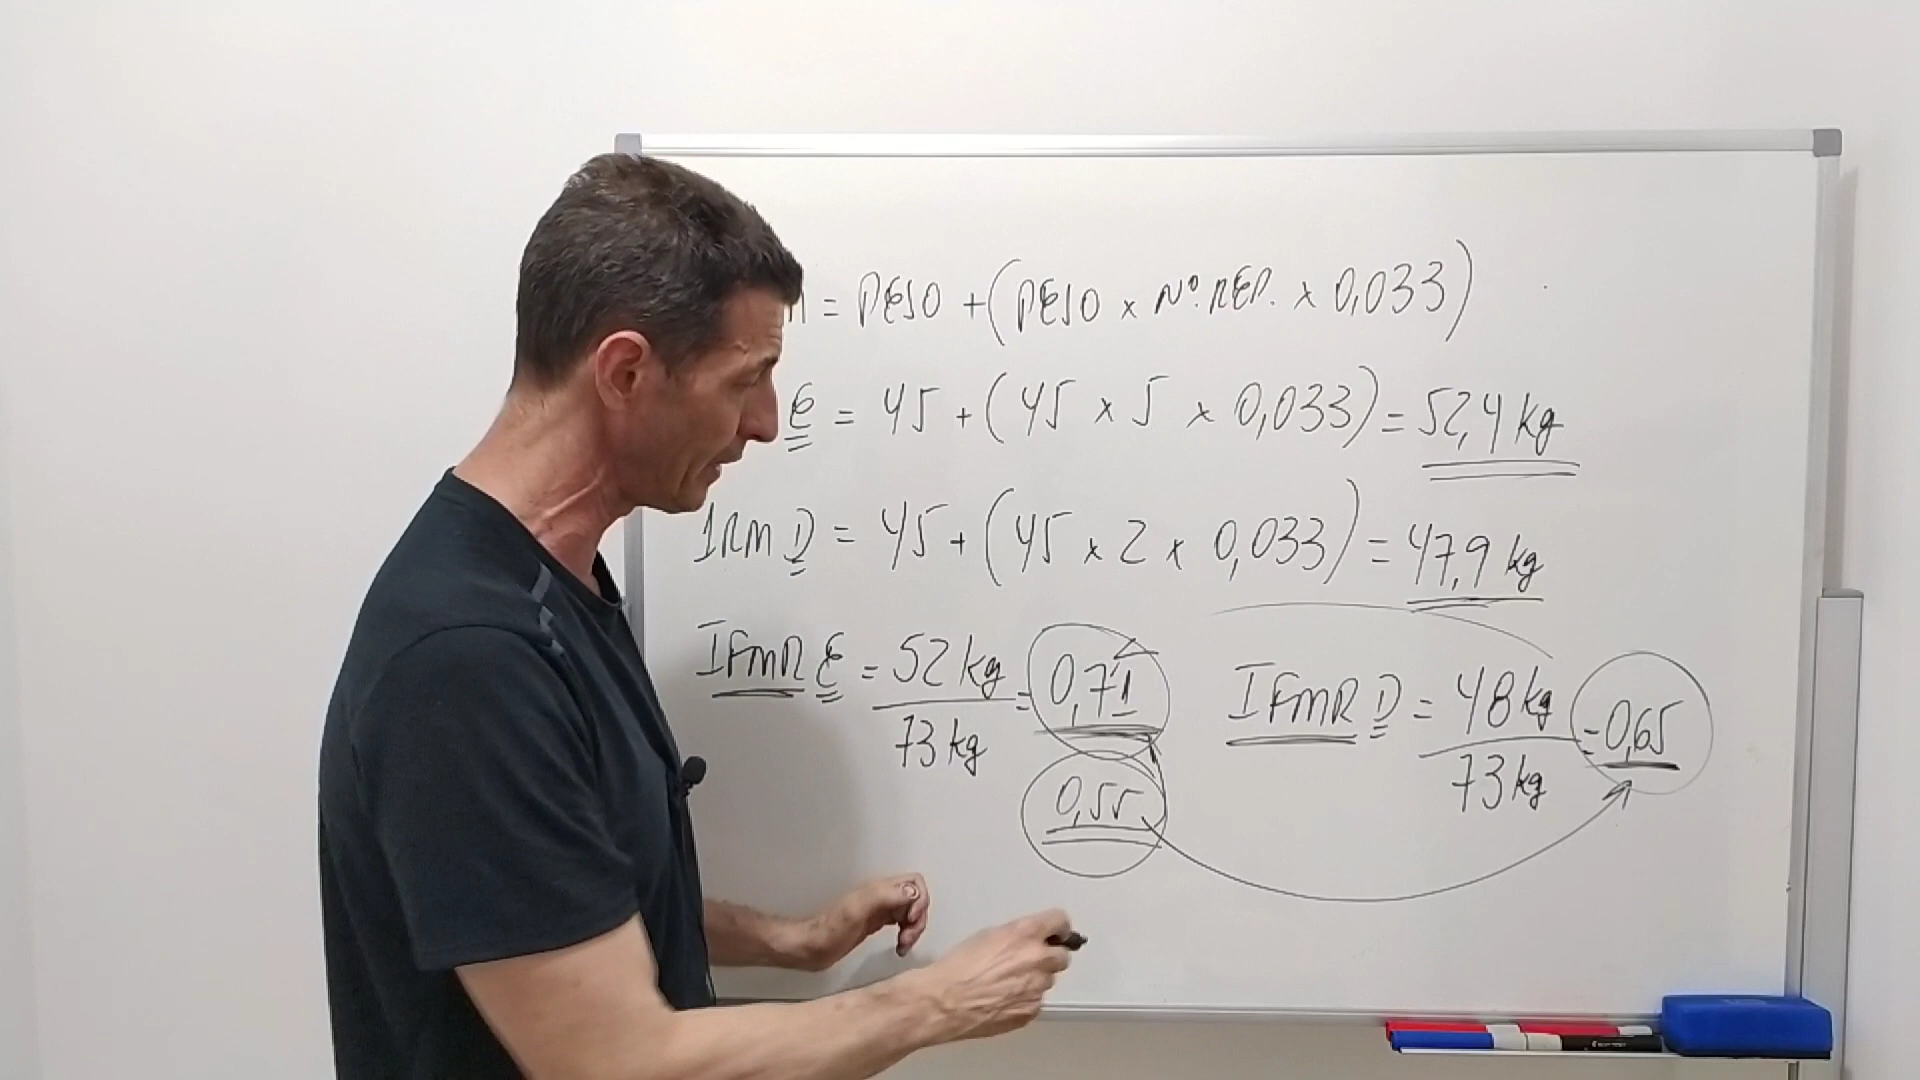 = PESO + (PESO x Nº. REP. x 0,033)
E = 45 + (45 x 5 x 0,033) = 52,4 kg
1RM D = 45 + (45 x 2 x 0,033) = 47,9 kg
IFMR E = 52 kg / 73 kg = 0,71
IFMR D = 48 kg / 73 kg = 0,65
0,55